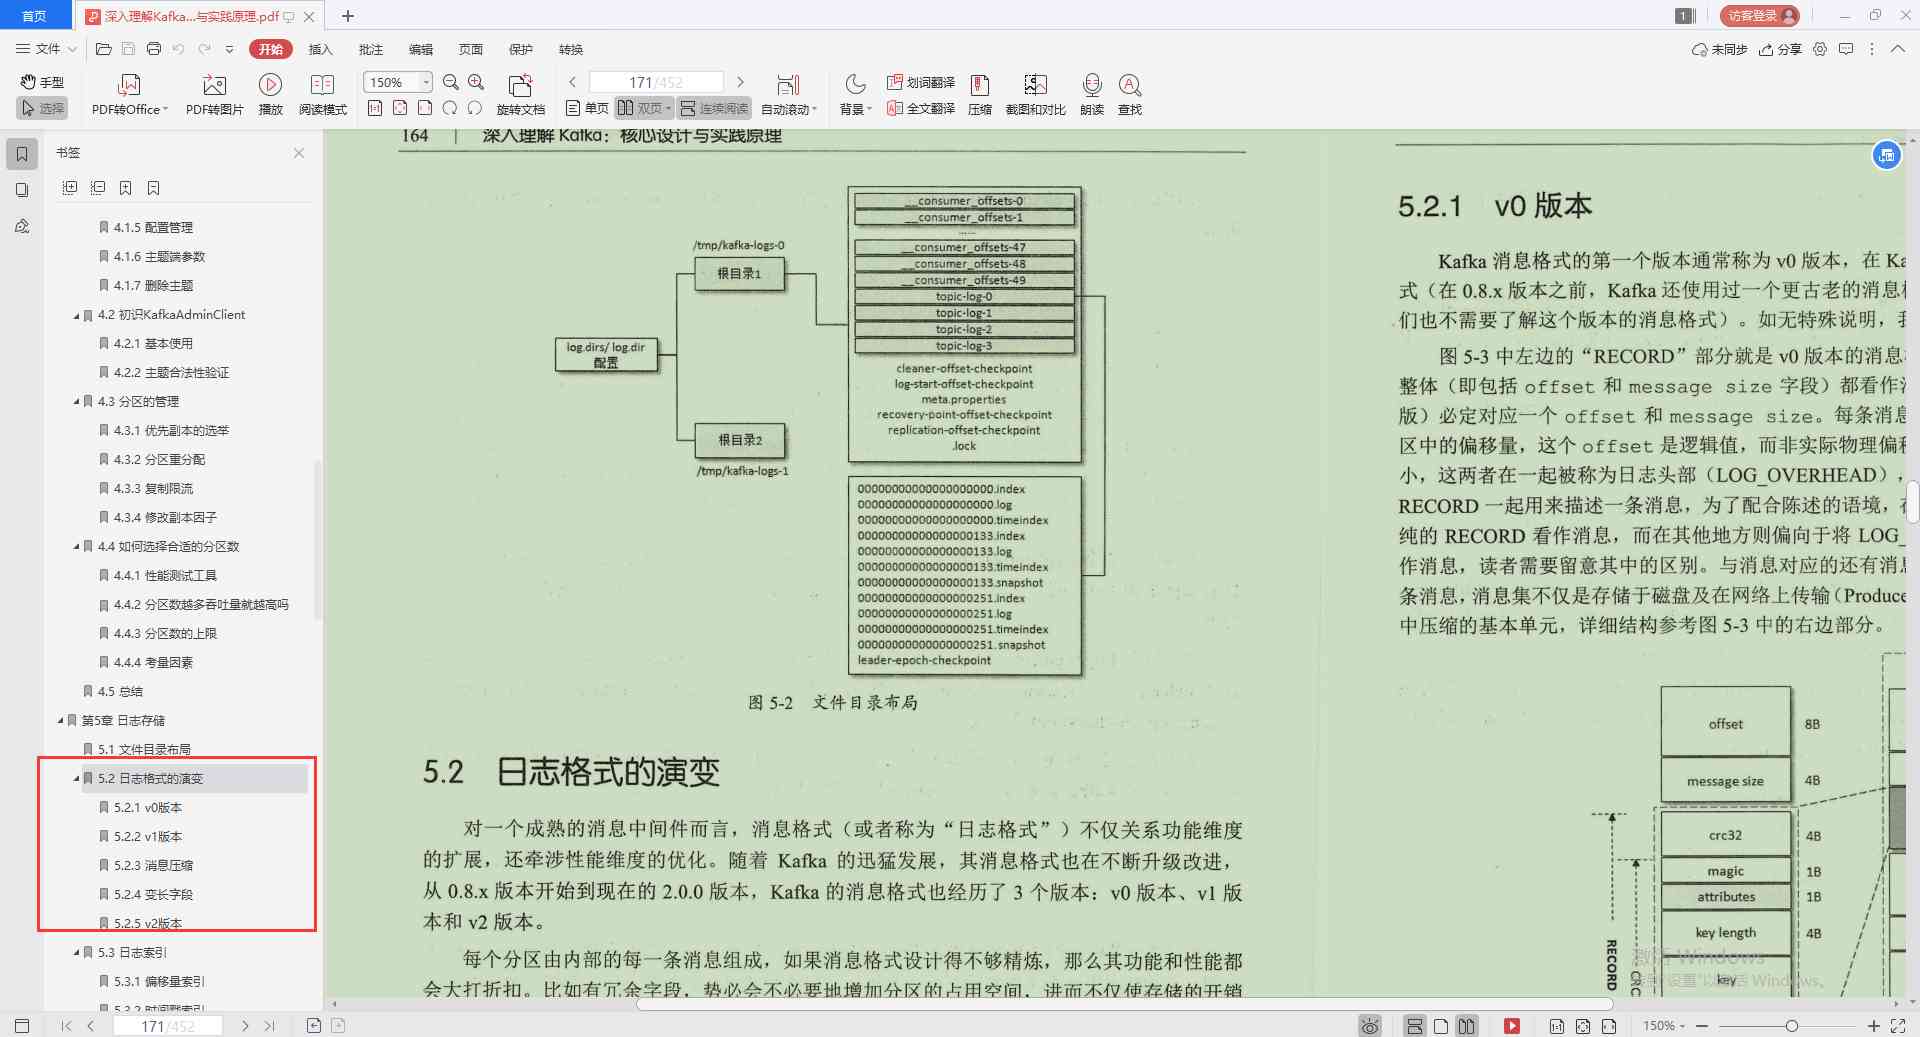 首页
深入理解Kafka...与实践原理.pdf
1
访客登录
文件
开始
插入
批注
编辑
页面
保护
转换
未同步
分享
手型
选择
PDF转Office
PDF转图片
播放
阅读模式
150%
旋转文档
171/452
单页
双页
连续阅读
自动滚动
背景
划词翻译
全文翻译
压缩
截图和对比
朗读
查找
书签
4.1.5 配置管理
4.1.6 主题端参数
4.1.7 删除主题
4.2 初识KafkaAdminClient
4.2.1 基本使用
4.2.2 主题合法性验证
4.3 分区的管理
4.3.1 优先副本的选举
4.3.2 分区重分配
4.3.3 复制限流
4.3.4 修改副本因子
4.4 如何选择合适的分区数
4.4.1 性能测试工具
4.4.2 分区数越多吞吐量就越高吗
4.4.3 分区数的上限
4.4.4 考量因素
4.5 总结
第5章 日志存储
5.1 文件目录布局
5.2 日志格式的演变
5.2.1 v0版本
5.2.2 v1版本
5.2.3 消息压缩
5.2.4 变长字段
5.2.5 v2版本
5.3 日志索引
5.3.1 偏移量索引
5.3.2 时间戳索引
164 | 深入理解 Kafka：核心设计与实践原理
log.dirs/ log.dir
配置
/tmp/kafka-logs-0
根目录1
根目录2
/tmp/kafka-logs-1
__consumer_offsets-0
__consumer_offsets-1
......
__consumer_offsets-47
__consumer_offsets-48
__consumer_offsets-49
topic-log-0
topic-log-1
topic-log-2
topic-log-3
cleaner-offset-checkpoint
log-start-offset-checkpoint
meta.properties
recovery-point-offset-checkpoint
replication-offset-checkpoint
.lock
00000000000000000000.index
00000000000000000000.log
00000000000000000000.timeindex
00000000000000000133.index
00000000000000000133.log
00000000000000000133.timeindex
00000000000000000133.snapshot
00000000000000000251.index
00000000000000000251.log
00000000000000000251.timeindex
00000000000000000251.snapshot
leader-epoch-checkpoint
图 5-2 文件目录布局
5.2 日志格式的演变
对一个成熟的消息中间件而言，消息格式（或者称为“日志格式”）不仅关系功能维度
的扩展，还牵涉性能维度的优化。随着 Kafka 的迅猛发展，其消息格式也在不断升级改进，
从 0.8.x 版本开始到现在的 2.0.0 版本，Kafka 的消息格式也经历了 3 个版本：v0 版本、v1 版
本和 v2 版本。
每个分区由内部的每一条消息组成，如果消息格式设计得不够精炼，那么其功能和性能都
会大打折扣。比如有冗余字段，势必会不必要地增加分区的占用空间，进而不仅使存储的开销
5.2.1 v0 版本
Kafka 消息格式的第一个版本通常称为 v0 版本，在 Ka
式（在 0.8.x 版本之前，Kafka 还使用过一个更古老的消息
们也不需要了解这个版本的消息格式）。如无特殊说明，
图 5-3 中左边的“RECORD”部分就是 v0 版本的消息
整体（即包括 offset 和 message size 字段）都看作
版）必定对应一个 offset 和 message size。每条消息
区中的偏移量，这个 offset 是逻辑值，而非实际物理偏移
小，这两者在一起被称为日志头部（LOG_OVERHEAD），
RECORD 一起用来描述一条消息，为了配合陈述的语境，
纯的 RECORD 看作消息，而在其他地方则偏向于将 LOG_
作消息，读者需要留意其中的区别。与消息对应的还有消息
条消息，消息集不仅是存储于磁盘及在网络上传输（Produce
中压缩的基本单元，详细结构参考图 5-3 中的右边部分。
offset 8B
message size 4B
crc32 4B
magic 1B
attributes 1B
key length 4B
key
RECORD
激活 Windows
转到“设置”以激活 Windows。
171/452
150%